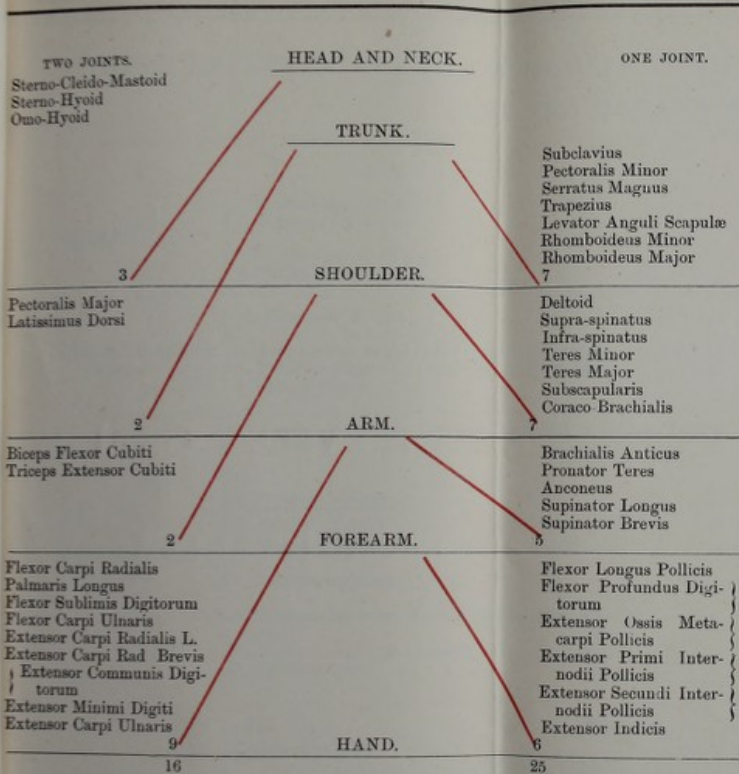 HEAD AND NECK.
TWO JOINTS.
ONE JOINT.
Sterno-Cleido-Mastoid
Sterno-Hyoid
Omo-Hyoid
TRUNK.
Subclavius
Pectoralis Minor
Serratus Magnus
Trapezius
Levator Anguli Scapulæ
Rhomboideus Minor
Rhomboideus Major
3
SHOULDER.
7
Pectoralis Major
Latissimus Dorsi
Deltoid
Supra-spinatus
Infra-spinatus
Teres Minor
Teres Major
Subscapularis
Coraco-Brachialis
2
ARM.
7
Biceps Flexor Cubiti
Triceps Extensor Cubiti
Brachialis Anticus
Pronator Teres
Anconeus
Supinator Longus
Supinator Brevis
2
FOREARM.
5
Flexor Carpi Radialis
Palmaris Longus
Flexor Sublimis Digitorum
Flexor Carpi Ulnaris
Extensor Carpi Radialis L.
Extensor Carpi Rad Brevis
Extensor Communis Digi-
torum
Extensor Minimi Digiti
Extensor Carpi Ulnaris
Flexor Longus Pollicis
Flexor Profundus Digi-
torum
Extensor Ossis Meta-
carpi Pollicis
Extensor Primi Inter-
nodii Pollicis
Extensor Secundi Inter-
nodii Pollicis
Extensor Indicis
9
HAND.
6
16
25